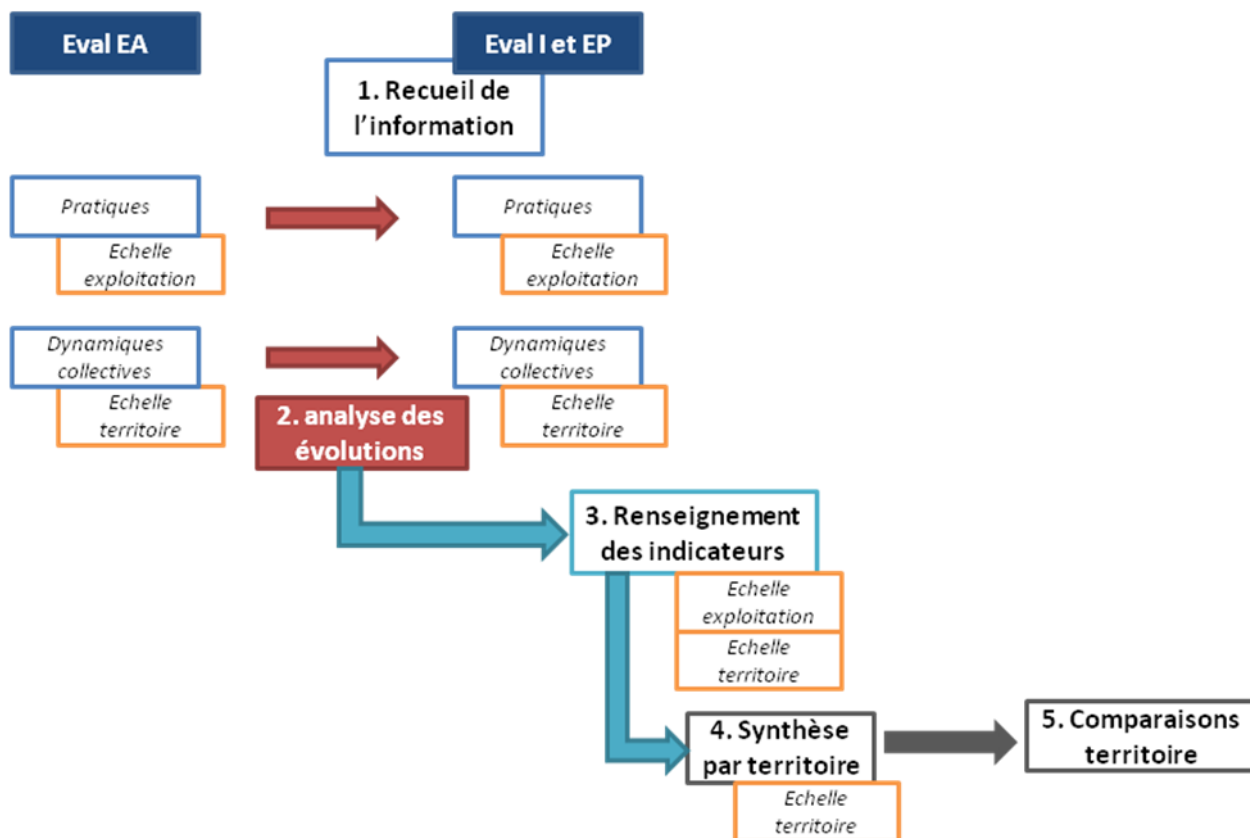 Eval EA
Eval I et EP
1. Recueil de
l'information
Pratiques
Echelle
exploitation
Pratiques
Echelle
exploitation
Dynamiques
collectives
Echelle
territoire
Dynamiques
collectives
Echelle
territoire
2. analyse des
évolutions
3. Renseignement
des indicateurs
Echelle
exploitation
Echelle
territoire
4. Synthèse
par territoire
Echelle
territoire
5. Comparaisons
territoire